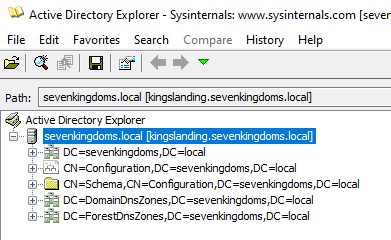 Active Directory Explorer - Sysinternals: www.sysinternals.com [seven
File Edit Favorites Search Compare History Help
Path: sevenkingdoms.local [kingslanding.sevenkingdoms.local]
Active Directory Explorer
sevenkingdoms.local [kingslanding.sevenkingdoms.local]
DC=sevenkingdoms,DC=local
CN=Configuration,DC=sevenkingdoms,DC=local
CN=Schema,CN=Configuration,DC=sevenkingdoms,DC=local
DC=DomainDnsZones,DC=sevenkingdoms,DC=local
DC=ForestDnsZones,DC=sevenkingdoms,DC=local